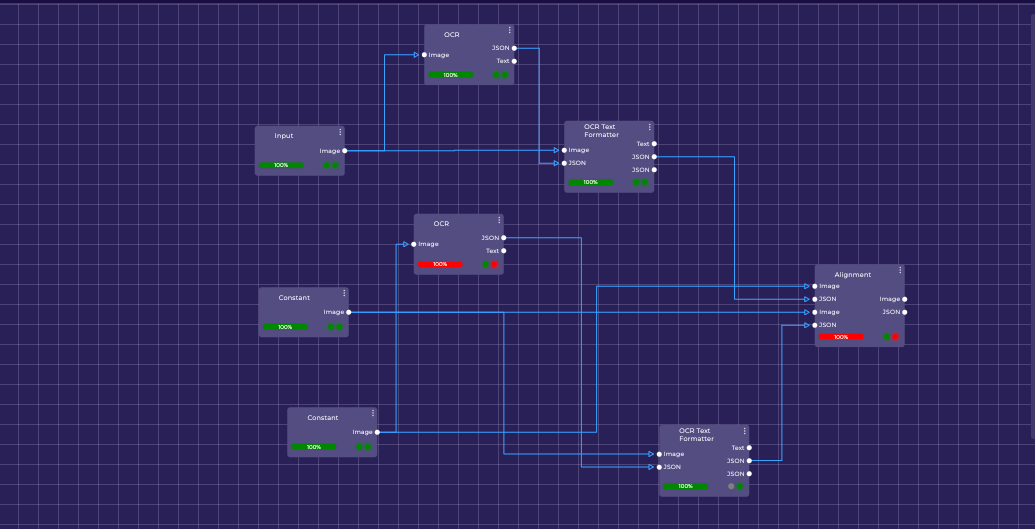 OCR
JSON
Image
Text
100%
Input
Image
100%
OCR Text
Formatter
Text
Image
JSON
JSON
JSON
100%
OCR
JSON
Image
Text
100%
Constant
Image
100%
Alignment
Image
JSON
Image
Image
JSON
JSON
100%
Constant
Image
100%
OCR Text
Formatter
Text
Image
JSON
JSON
JSON
100%